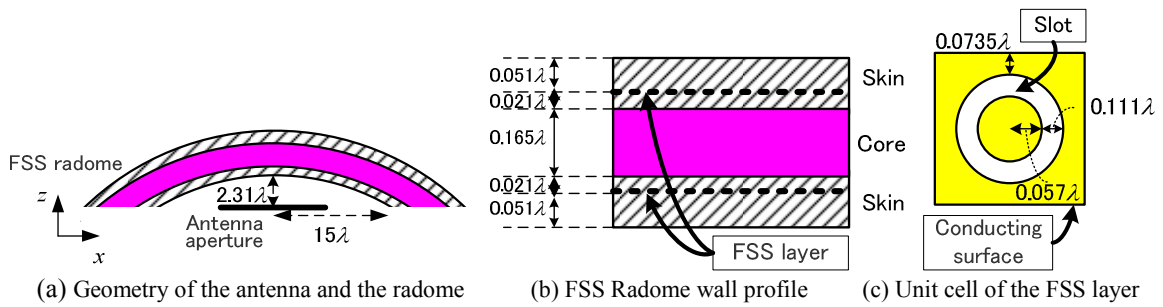 FSS radome
z
x
2.31λ
Antenna
aperture
15λ
(a) Geometry of the antenna and the radome
0.051λ
0.021λ
0.165λ
0.021λ
0.051λ
Skin
Core
Skin
FSS layer
(b) FSS Radome wall profile
Slot
0.0735λ
0.111λ
0.057λ
Conducting
surface
(c) Unit cell of the FSS layer